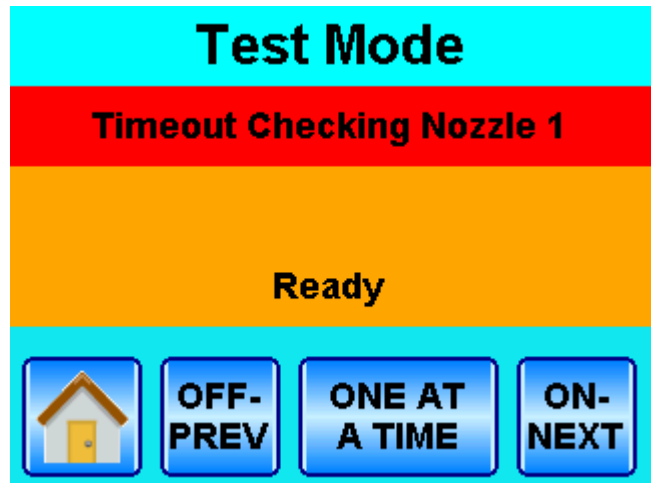 Test Mode
Timeout Checking Nozzle 1
Ready
OFF-
PREV
ONE AT
A TIME
ON-
NEXT